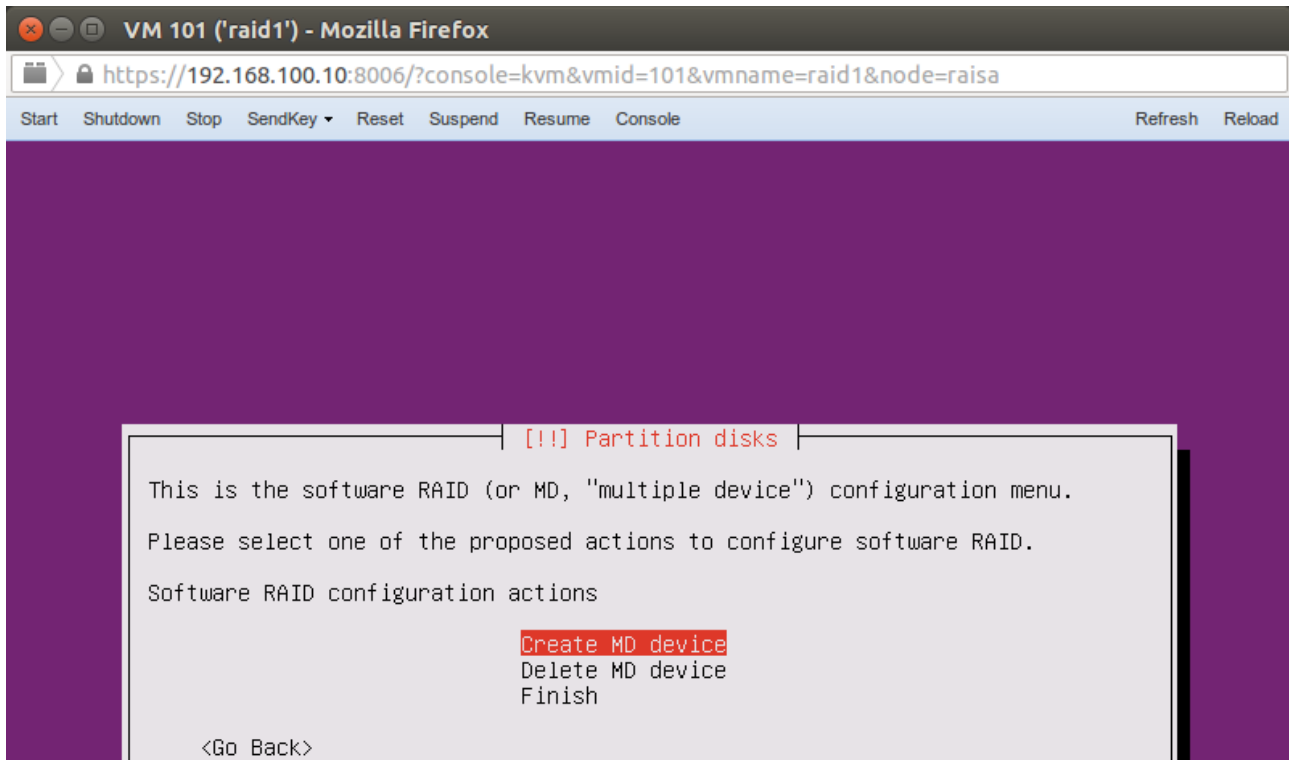 VM 101 ('raid1') - Mozilla Firefox
https://192.168.100.10:8006/?console=kvm&vmid=101&vmname=raid1&node=raisa
Start Shutdown Stop SendKey Reset Suspend Resume Console Refresh Reload
[!!] Partition disks
This is the software RAID (or MD, "multiple device") configuration menu.
Please select one of the proposed actions to configure software RAID.
Software RAID configuration actions
Create MD device
Delete MD device
Finish
<Go Back>